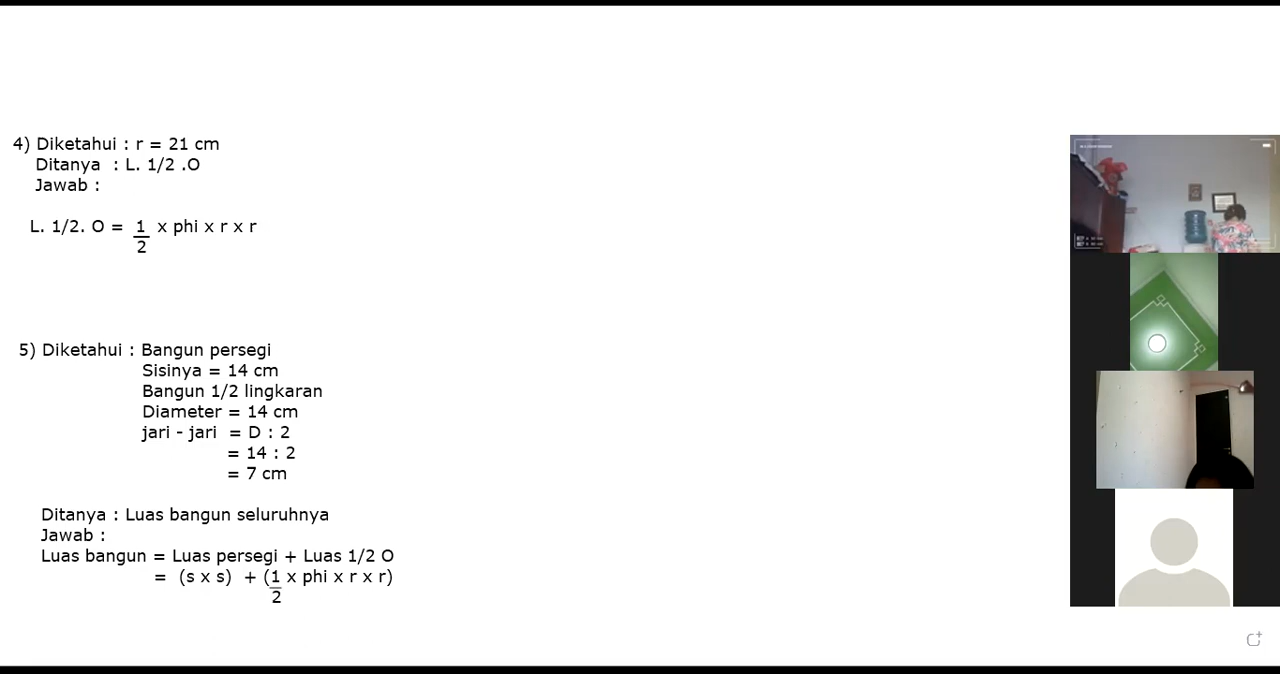 4) Diketahui : r = 21 cm
Ditanya : L. 1/2 .O
Jawab :
L. 1/2. O = 1 x phi x r x r
2
5) Diketahui : Bangun persegi
Sisinya = 14 cm
Bangun 1/2 lingkaran
Diameter = 14 cm
jari - jari = D : 2
= 14 : 2
= 7 cm
Ditanya : Luas bangun seluruhnya
Jawab :
Luas bangun = Luas persegi + Luas 1/2 O
= (s x s) + (1 x phi x r x r)
2